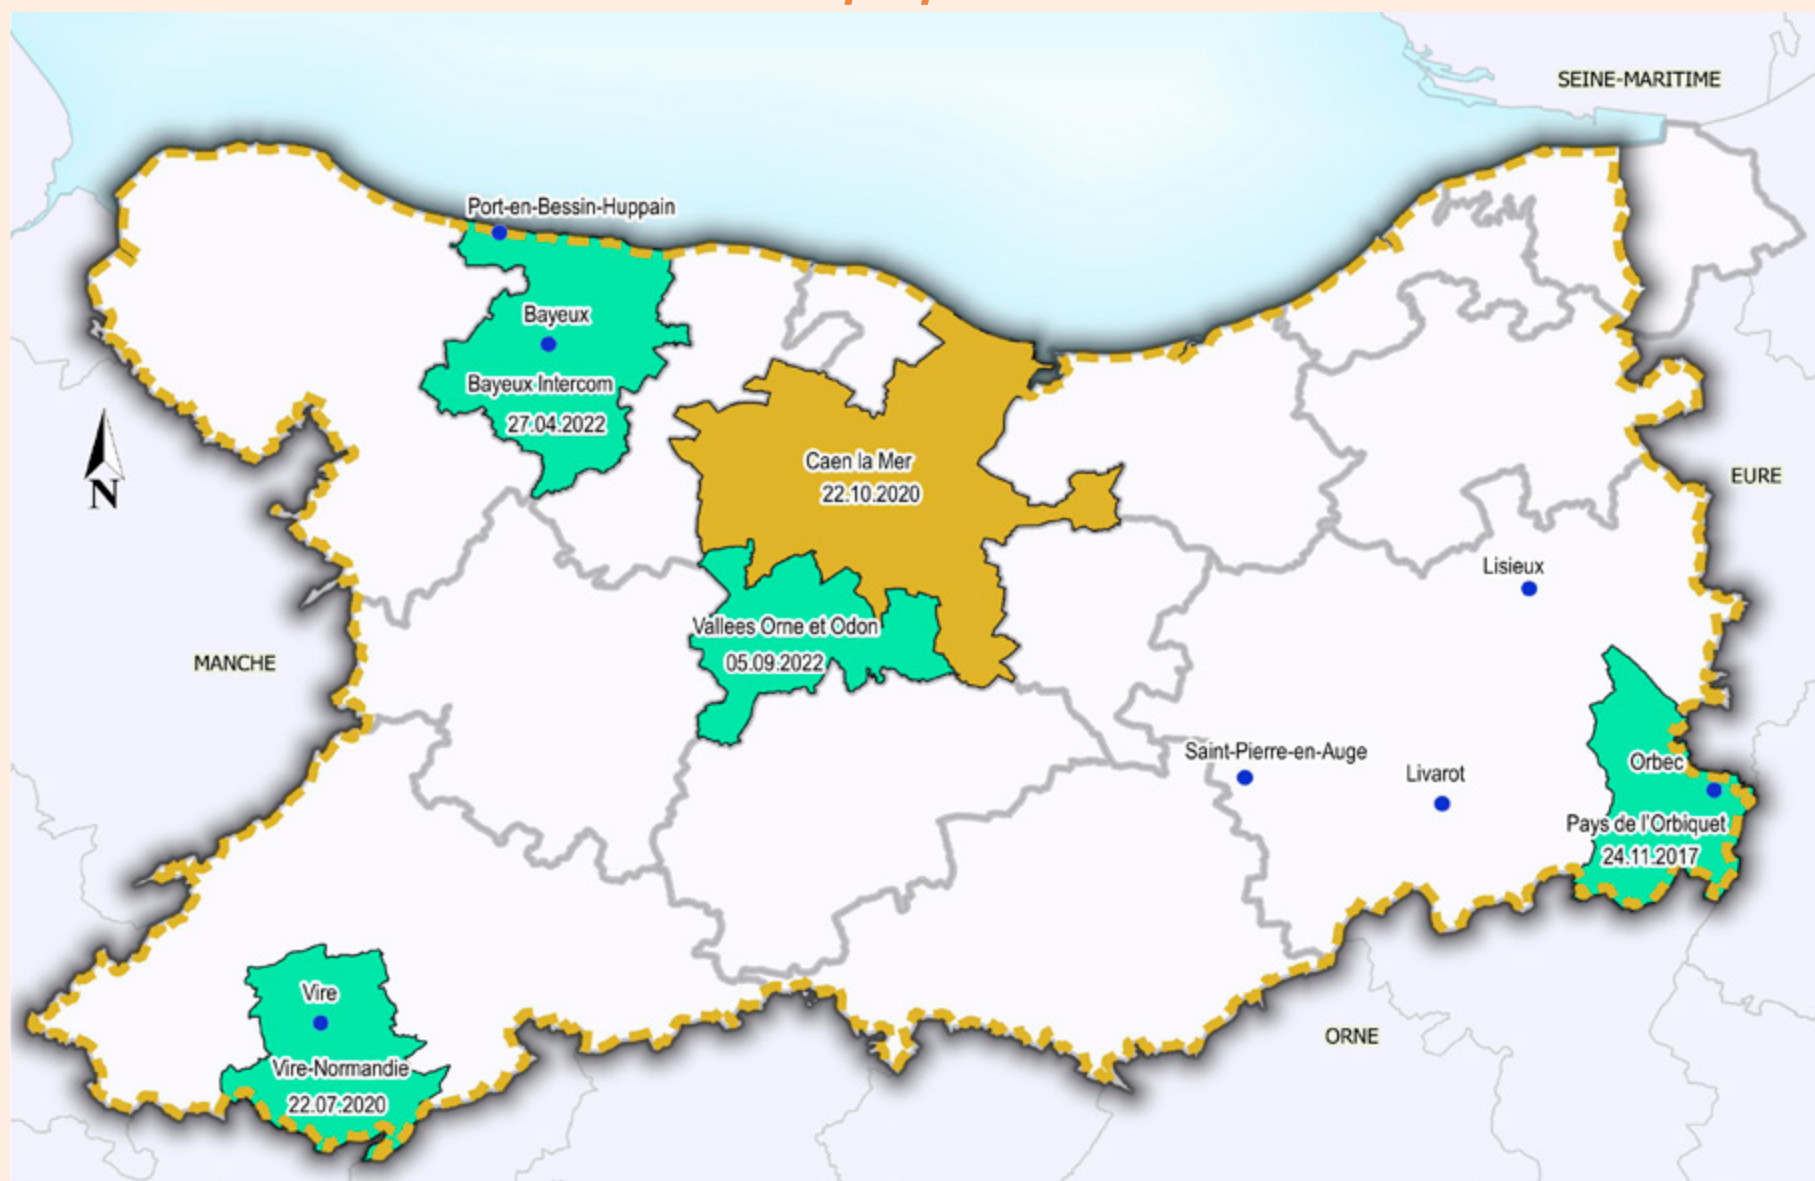 SEINE-MARITIME
Port-en-Bessin-Huppain
Bayeux
Bayeux Intercom
27.04.2022
Caen la Mer
22.10.2020
N
EURE
Lisieux
Vallees Orne et Odon
05.09.2022
MANCHE
Saint-Pierre-en-Auge
Livarot
Orbec
Pays de l'Orbiquet
24.11.2017
Vire
Vire-Normandie
22.07.2020
ORNE